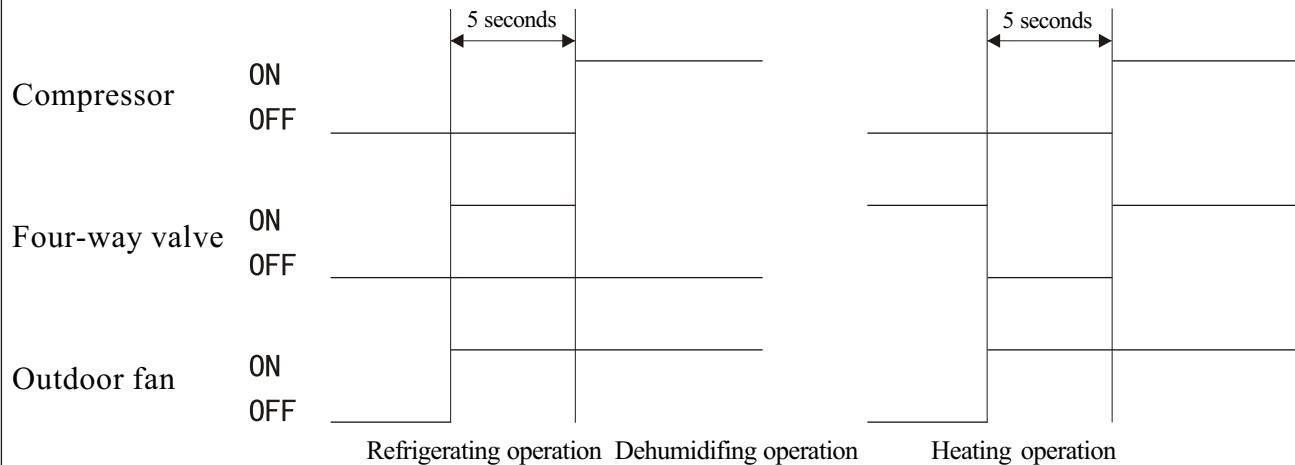 5 seconds
5 seconds
Compressor
ON
OFF
Four-way valve
ON
OFF
Outdoor fan
ON
OFF
Refrigerating operation Dehumidifing operation
Heating operation